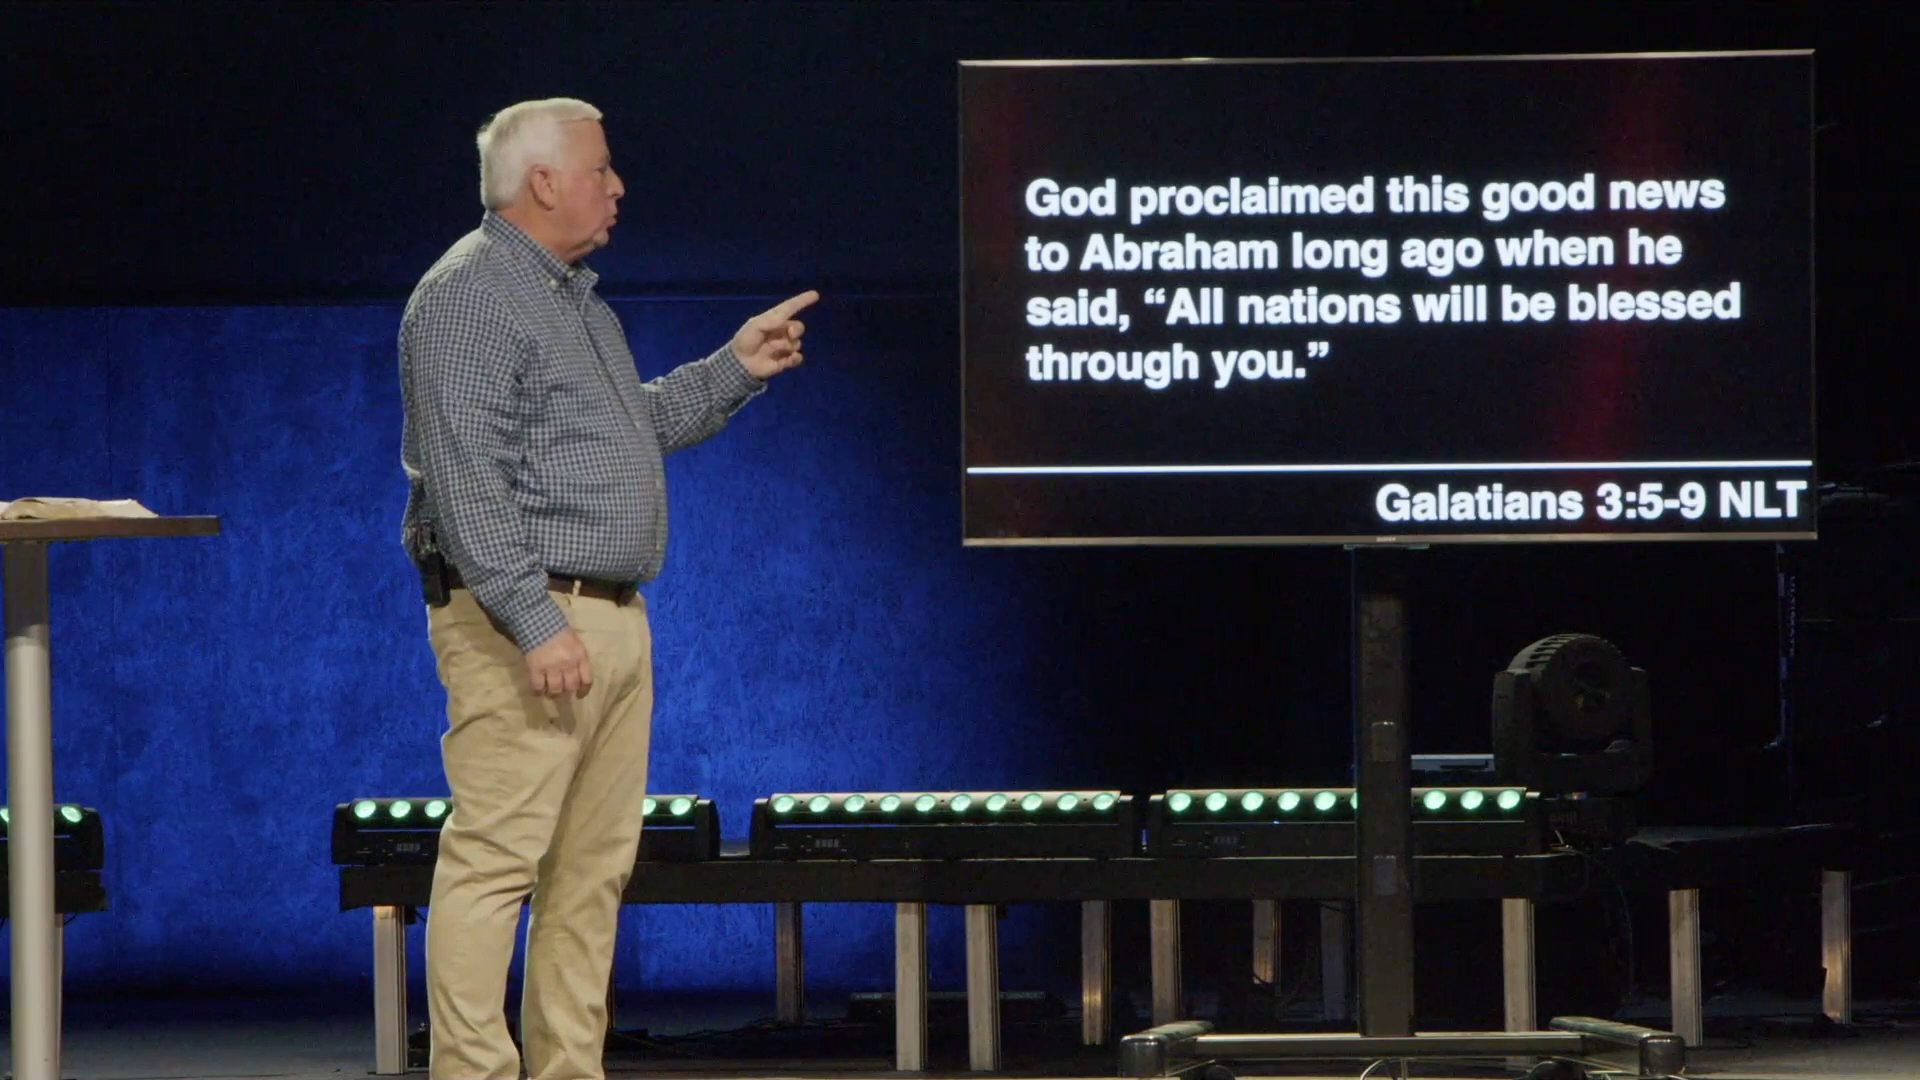 God proclaimed this good news
to Abraham long ago when he
said, “All nations will be blessed
through you.”
Galatians 3:5-9 NLT